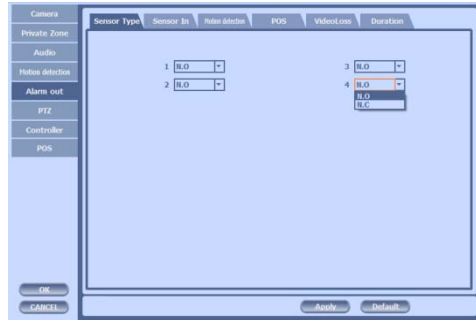 Camera
Private Zone
Audio
Motion detection
Alarm out
PTZ
Controller
POS
OK
CANCEL
Sensor Type Sensor In Motion detection POS VideoLoss Duration
1 N.O 3 N.O
2 N.O 4 N.O
N.O
N.C
Apply Default